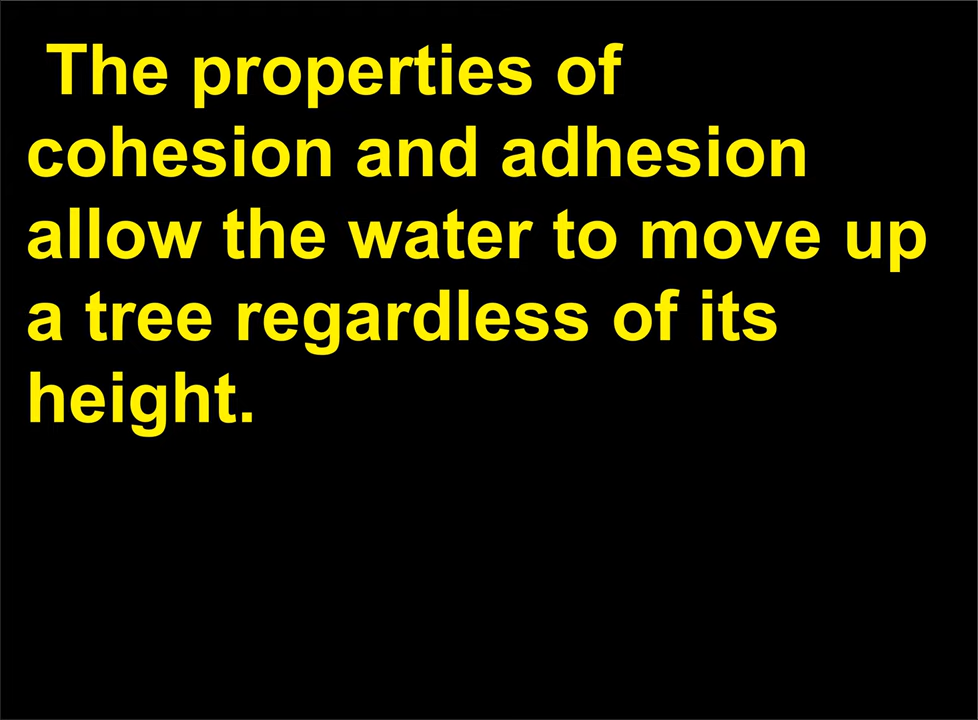 The properties of
cohesion and adhesion
allow the water to move up
a tree regardless of its
height.